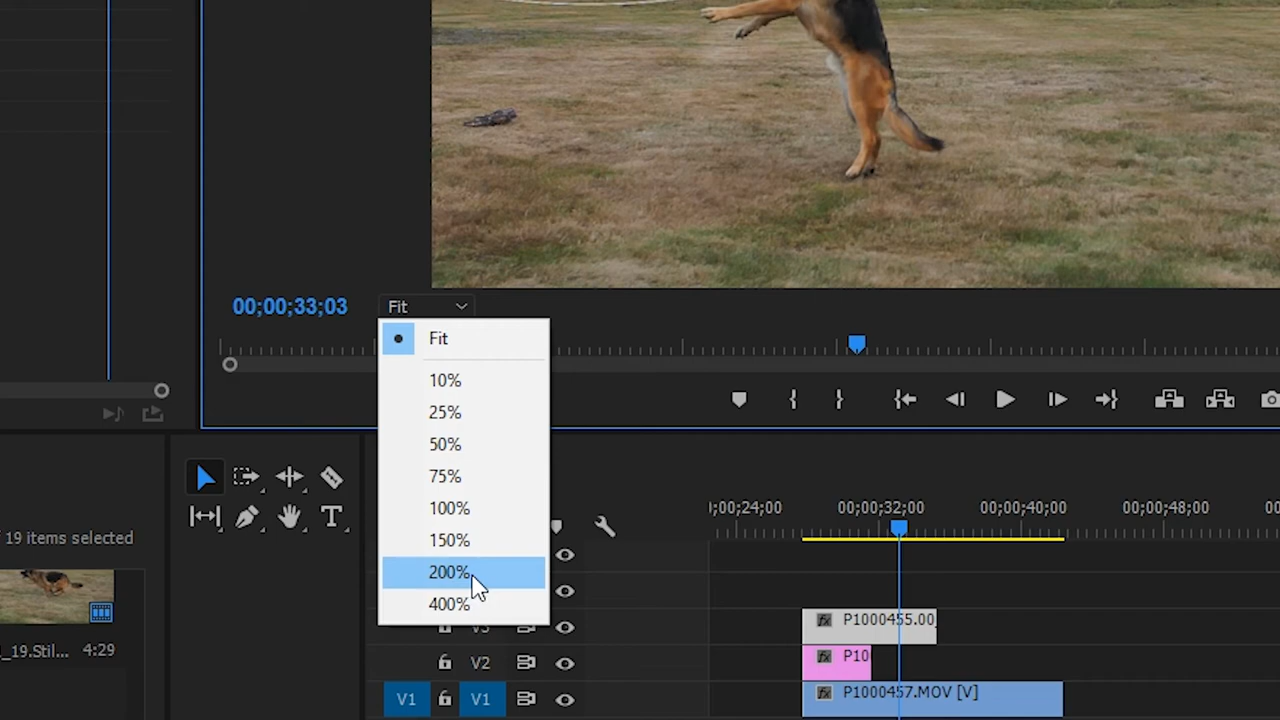 00;00;33;03
Fit
Fit
10%
25%
50%
75%
100%
150%
200%
400%
;00;24;00
00;00;32;00
00;00;40;00
00;00;48;00
19 items selected
_19.Stil... 4:29
V3
P1000455.00
V2
P10
V1
V1
P1000457.MOV [V]